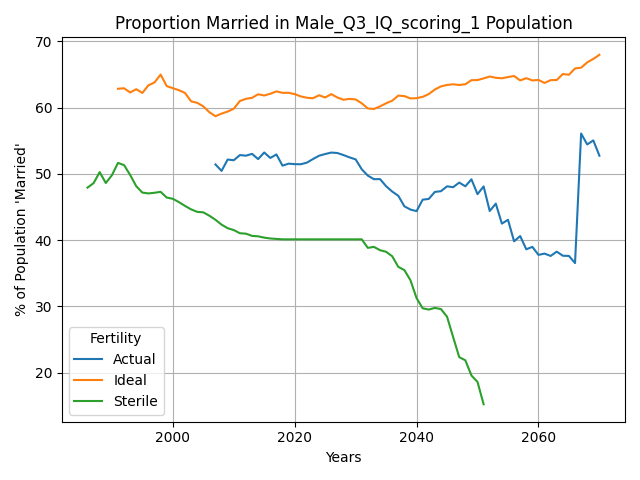 Proportion Married in Male_Q3_IQ_scoring_1 Population
% of Population 'Married'
70
60
50
40
30
20
Fertility
Actual
Ideal
Sterile
2000 2020 2040 2060
Years